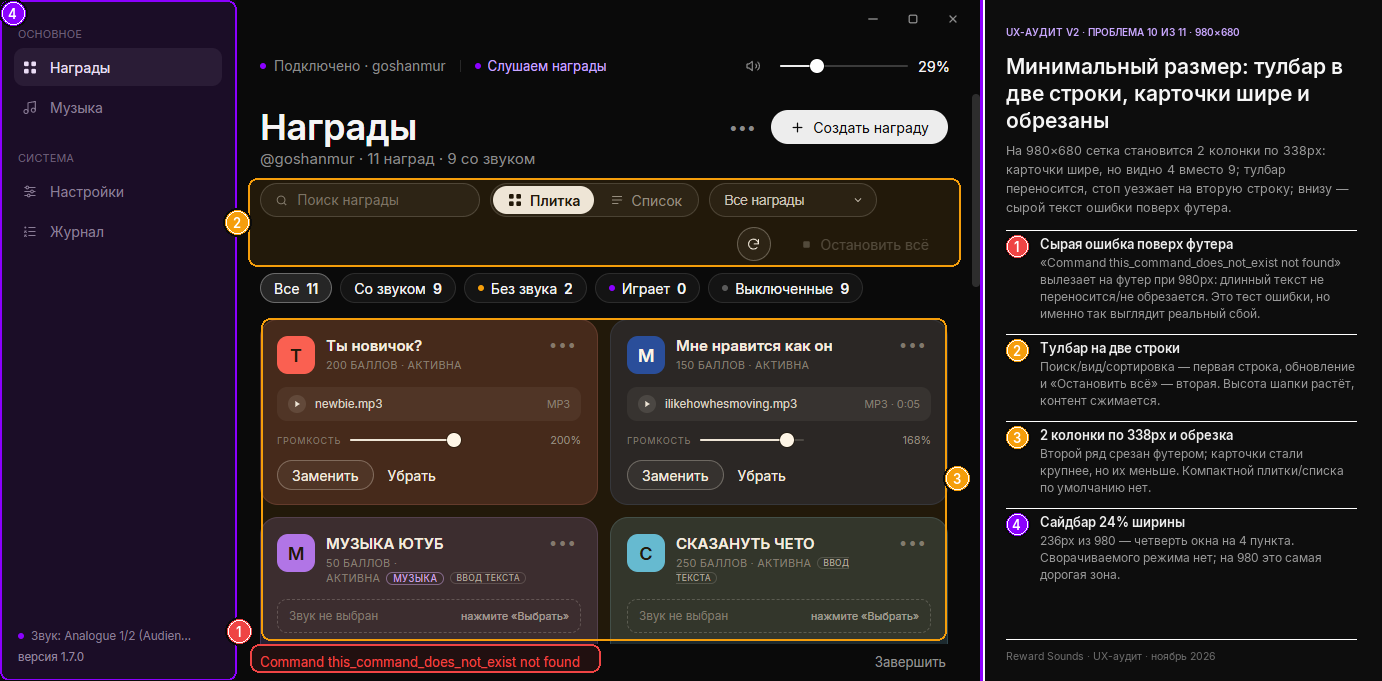 4
ОСНОВНОЕ
Награды
Музыка
СИСТЕМА
Настройки
Журнал
Звук: Analogue 1/2 (Audien...
версия 1.7.0
Подключено · goshanmur
Слушаем награды
29%
Награды
@goshanmur · 11 наград · 9 со звуком
Создать награду
2
Поиск награды
Плитка
Список
Все награды
Остановить всё
Все 11
Со звуком 9
Без звука 2
Играет 0
Выключенные 9
T
Ты новичок?
200 БАЛЛОВ · АКТИВНА
newbie.mp3
MP3
ГРОМКОСТЬ
200%
Заменить
Убрать
М
Мне нравится как он
150 БАЛЛОВ · АКТИВНА
ilikehowhesmoving.mp3
MP3 · 0:05
ГРОМКОСТЬ
168%
Заменить
Убрать
3
М
МУЗЫКА ЮТУБ
50 БАЛЛОВ ·
АКТИВНА МУЗЫКА ВВОД ТЕКСТА
Звук не выбран
нажмите «Выбрать»
С
СКАЗАНУТЬ ЧЕТО
250 БАЛЛОВ · АКТИВНА ВВОД
ТЕКСТА
Звук не выбран
нажмите «Выбрать»
1
Command this_command_does_not_exist not found
Завершить
UX-АУДИТ V2 · ПРОБЛЕМА 10 ИЗ 11 · 980×680
Минимальный размер: тулбар в
две строки, карточки шире и
обрезаны
На 980×680 сетка становится 2 колонки по 338px:
карточки шире, но видно 4 вместо 9; тулбар
переносится, стоп уезжает на вторую строку; внизу —
сырой текст ошибки поверх футера.
1
Сырая ошибка поверх футера
«Command this_command_does_not_exist not found»
вылезает на футер при 980px: длинный текст не
переносится/не обрезается. Это тест ошибки, но
именно так выглядит реальный сбой.
2
Тулбар на две строки
Поиск/вид/сортировка — первая строка, обновление
и «Остановить всё» — вторая. Высота шапки растёт,
контент сжимается.
3
2 колонки по 338px и обрезка
Второй ряд срезан футером; карточки стали
крупнее, но их меньше. Компактной плитки/списка
по умолчанию нет.
4
Сайдбар 24% ширины
236px из 980 — четверть окна на 4 пункта.
Сворачиваемого режима нет; на 980 это самая
дорогая зона.
Reward Sounds · UX-аудит · ноябрь 2026